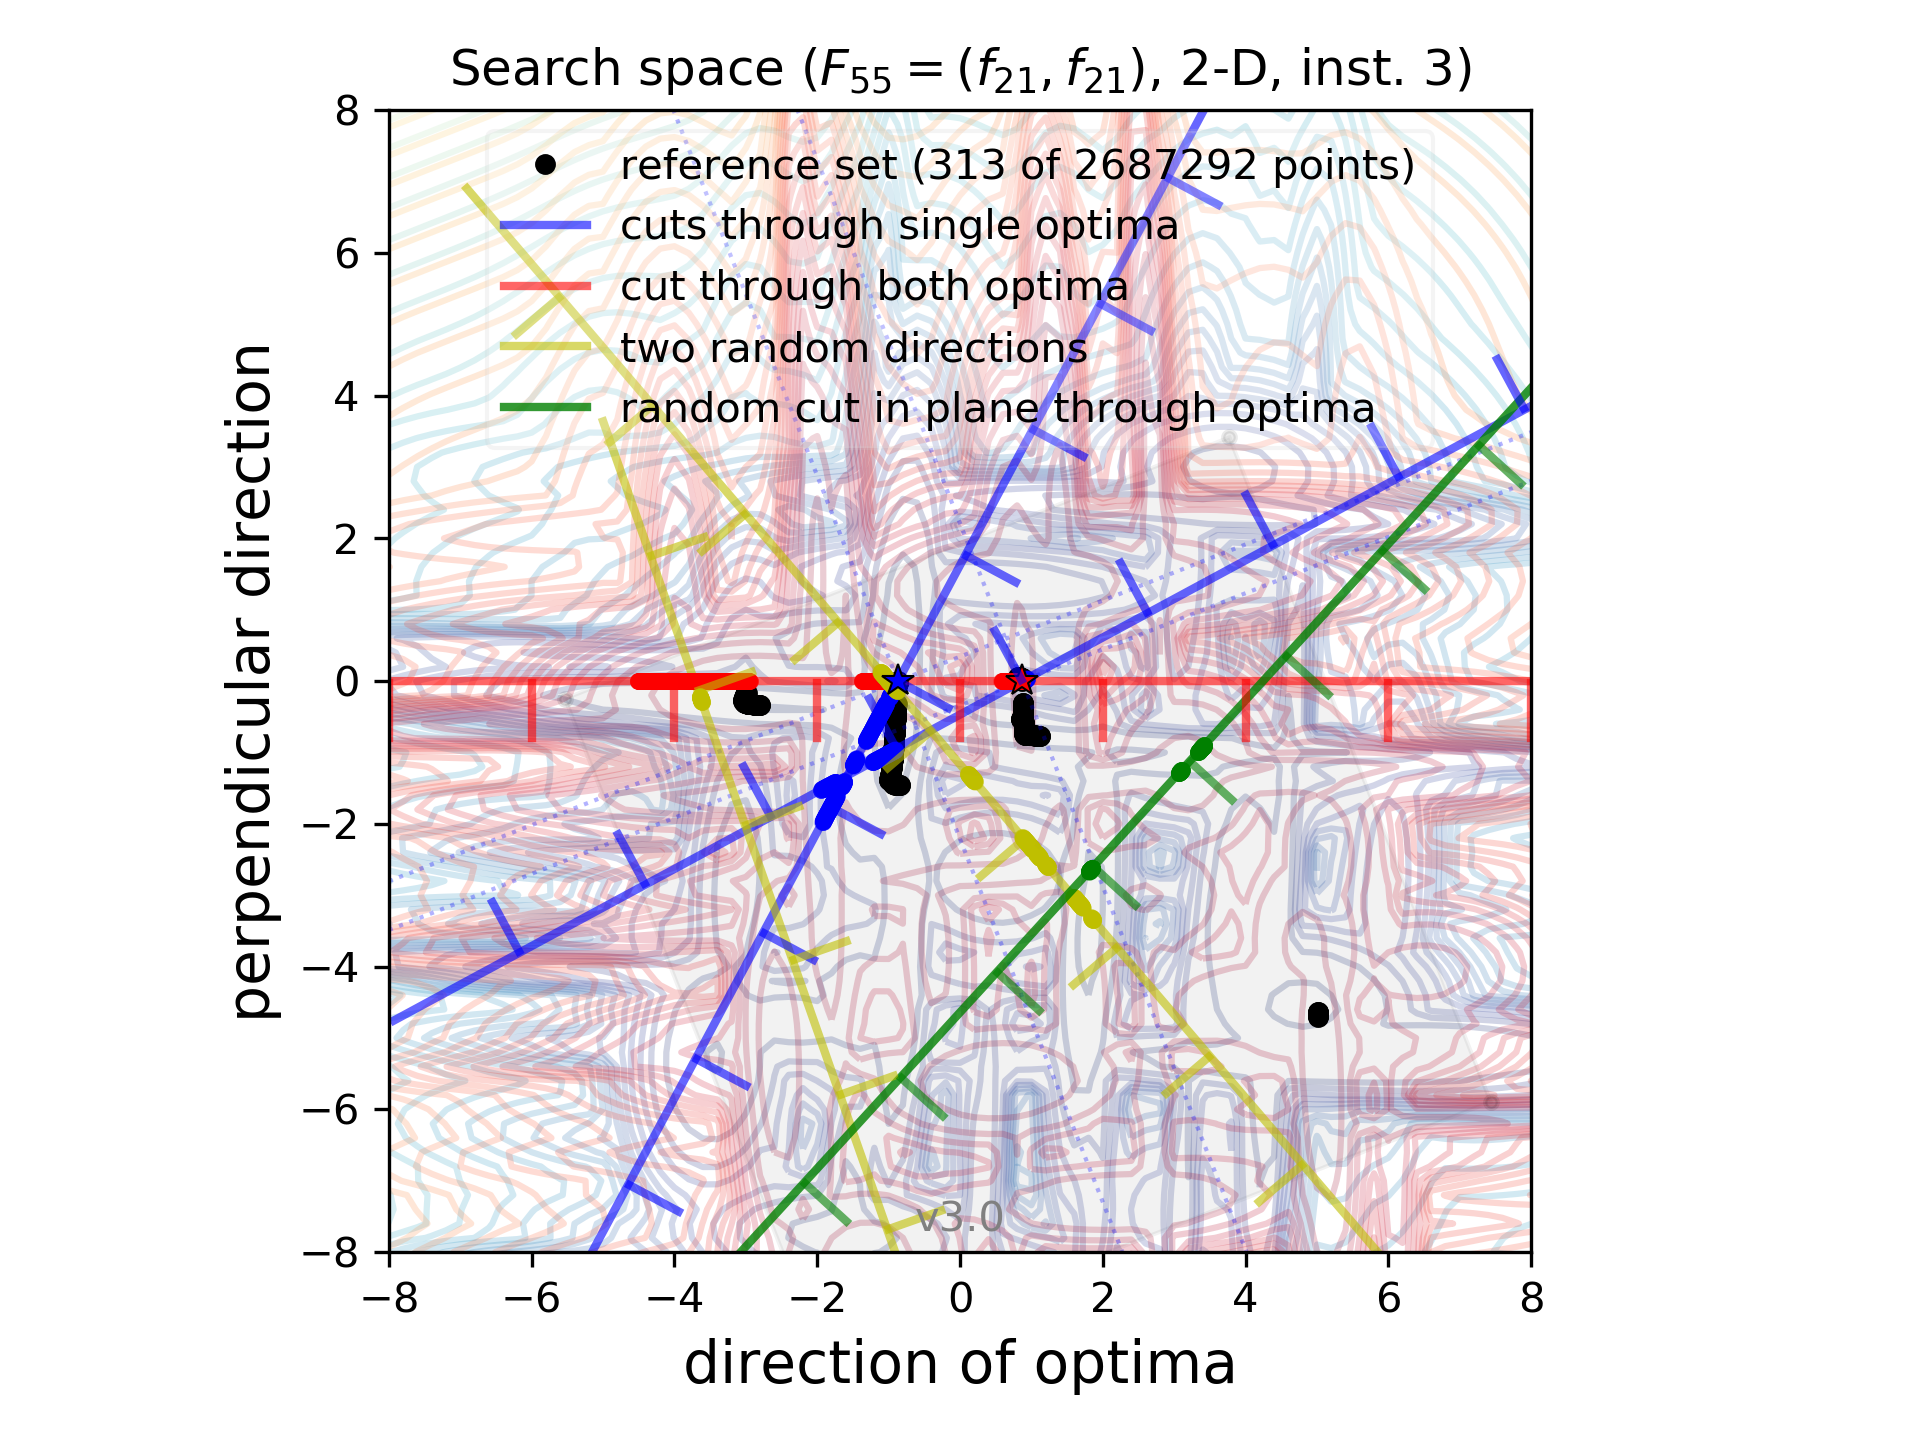 Search space (F55 = (f21, f21), 2-D, inst. 3)
reference set (313 of 2687292 points)
cuts through single optima
cut through both optima
two random directions
random cut in plane through optima
8
6
4
2
0
−2
−4
−6
−8
perpendicular direction
v3.0
−8 −6 −4 −2 0 2 4 6 8
direction of optima